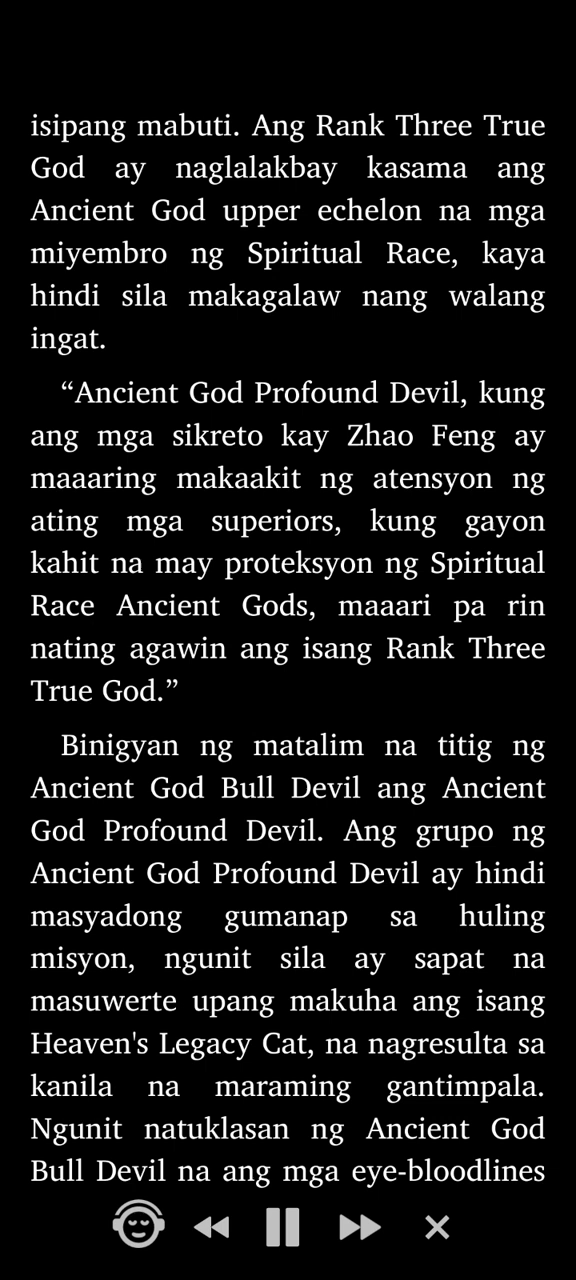 isipang mabuti. Ang Rank Three True
God ay naglalakbay kasama ang
Ancient God upper echelon na mga
miyembro ng Spiritual Race, kaya
hindi sila makagalaw nang walang
ingat.
“Ancient God Profound Devil, kung
ang mga sikreto kay Zhao Feng ay
maaaring makaakit ng atensyon ng
ating mga superiors, kung gayon
kahit na may proteksyon ng Spiritual
Race Ancient Gods, maaari pa rin
nating agawin ang isang Rank Three
True God.”
Binigyan ng matalim na titig ng
Ancient God Bull Devil ang Ancient
God Profound Devil. Ang grupo ng
Ancient God Profound Devil ay hindi
masyadong gumanap sa huling
misyon, ngunit sila ay sapat na
masuwerte upang makuha ang isang
Heaven's Legacy Cat, na nagresulta sa
kanila na maraming gantimpala.
Ngunit natuklasan ng Ancient God
Bull Devil na ang mga eye-bloodlines